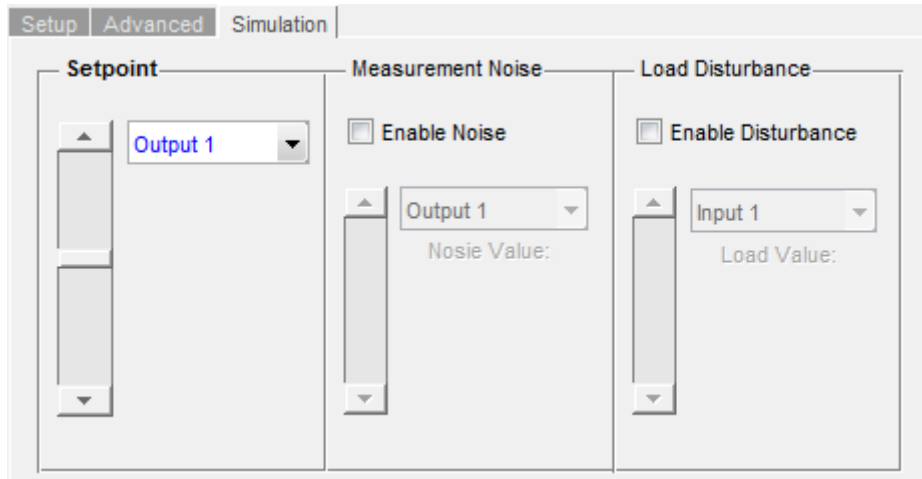 Setup Advanced Simulation
Setpoint
Output 1
Measurement Noise
Enable Noise
Output 1
Nosie Value:
Load Disturbance
Enable Disturbance
Input 1
Load Value: